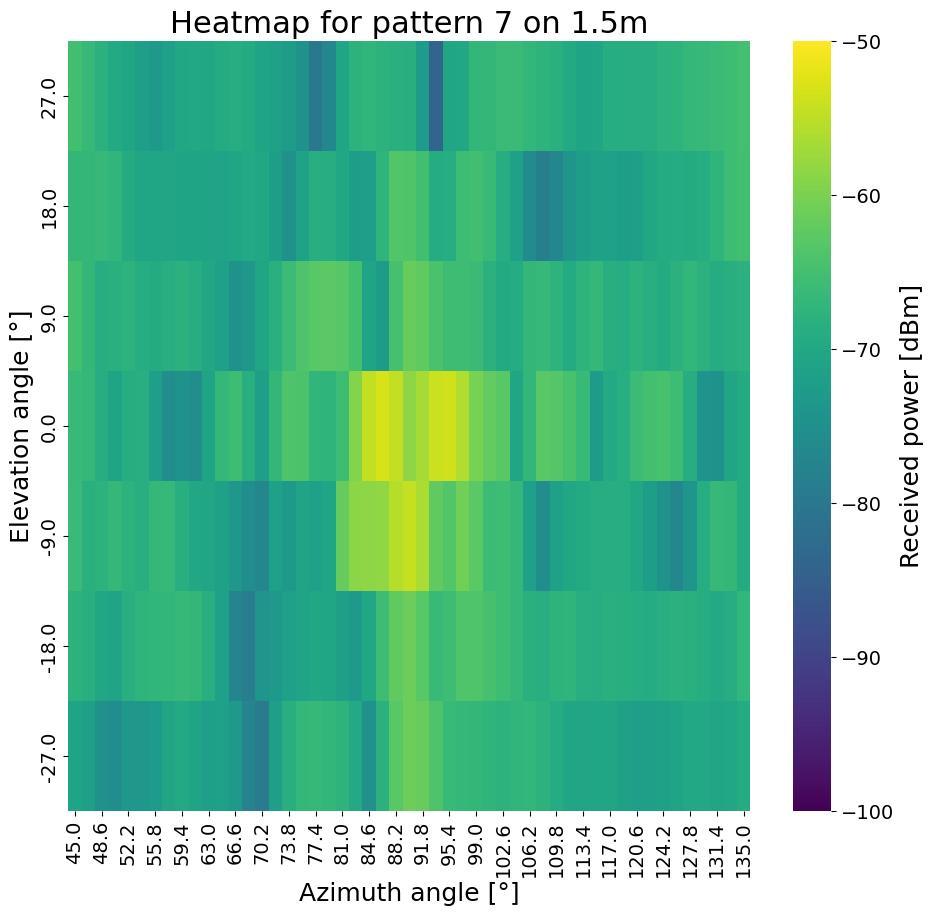 Heatmap for pattern 7 on 1.5m
Elevation angle [°]
27.0
18.0
9.0
0.0
-9.0
-18.0
-27.0
45.0 48.6 52.2 55.8 59.4 63.0 66.6 70.2 73.8 77.4 81.0 84.6 88.2 91.8 95.4 99.0 102.6 106.2 109.8 113.4 117.0 120.6 124.2 127.8 131.4 135.0
Azimuth angle [°]
−50
−60
−70
−80
−90
−100
Received power [dBm]